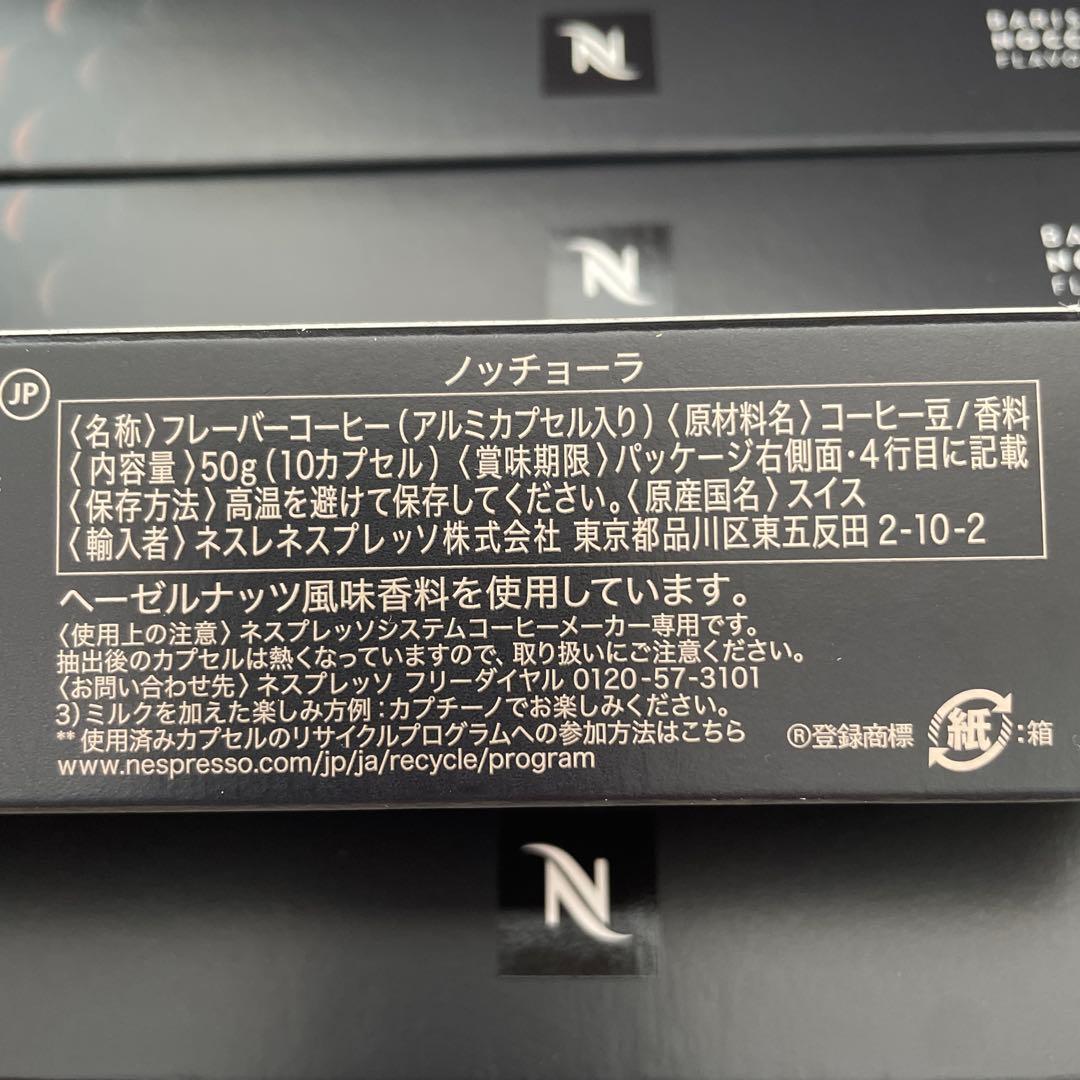 N
N
JP
ノッチョーラ
〈名称〉フレーバーコーヒー(アルミカプセル入り)〈原材料名〉コーヒー豆/香料
〈内容量〉50g(10カプセル)〈賞味期限〉パッケージ右側面・4行目に記載
〈保存方法〉高温を避けて保存してください。〈原産国名〉スイス
〈輸入者〉ネスレネスプレッソ株式会社 東京都品川区東五反田 2-10-2
ヘーゼルナッツ風味香料を使用しています。
〈使用上の注意〉ネスプレッソシステムコーヒーメーカー専用です。
抽出後のカプセルは熱くなっていますので、取り扱いにご注意ください。
〈お問い合わせ先〉ネスプレッソ フリーダイヤル 0120-57-3101
3)ミルクを加えた楽しみ方例:カプチーノでお楽しみください。
**使用済みカプセルのリサイクルプログラムへの参加方法はこちら
www.nespresso.com/jp/ja/recycle/program
®登録商標 紙:箱
N